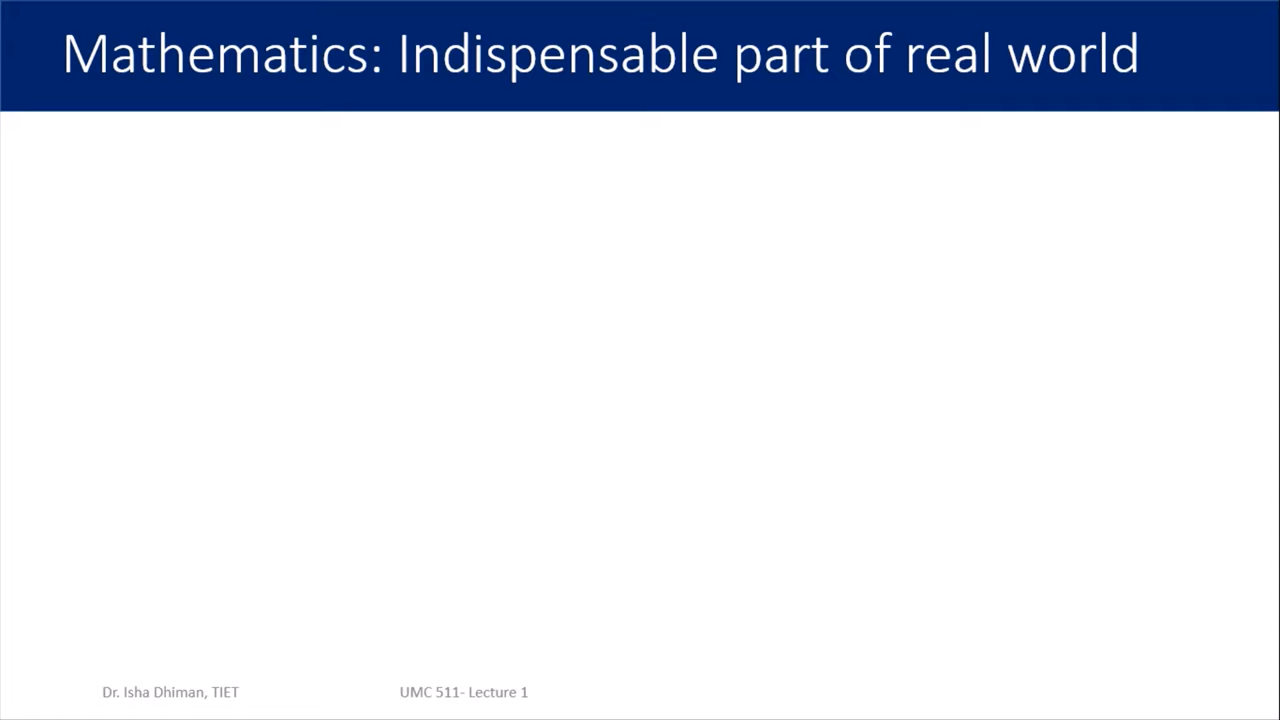 Mathematics: Indispensable part of real world
Dr. Isha Dhiman, TIET
UMC 511- Lecture 1